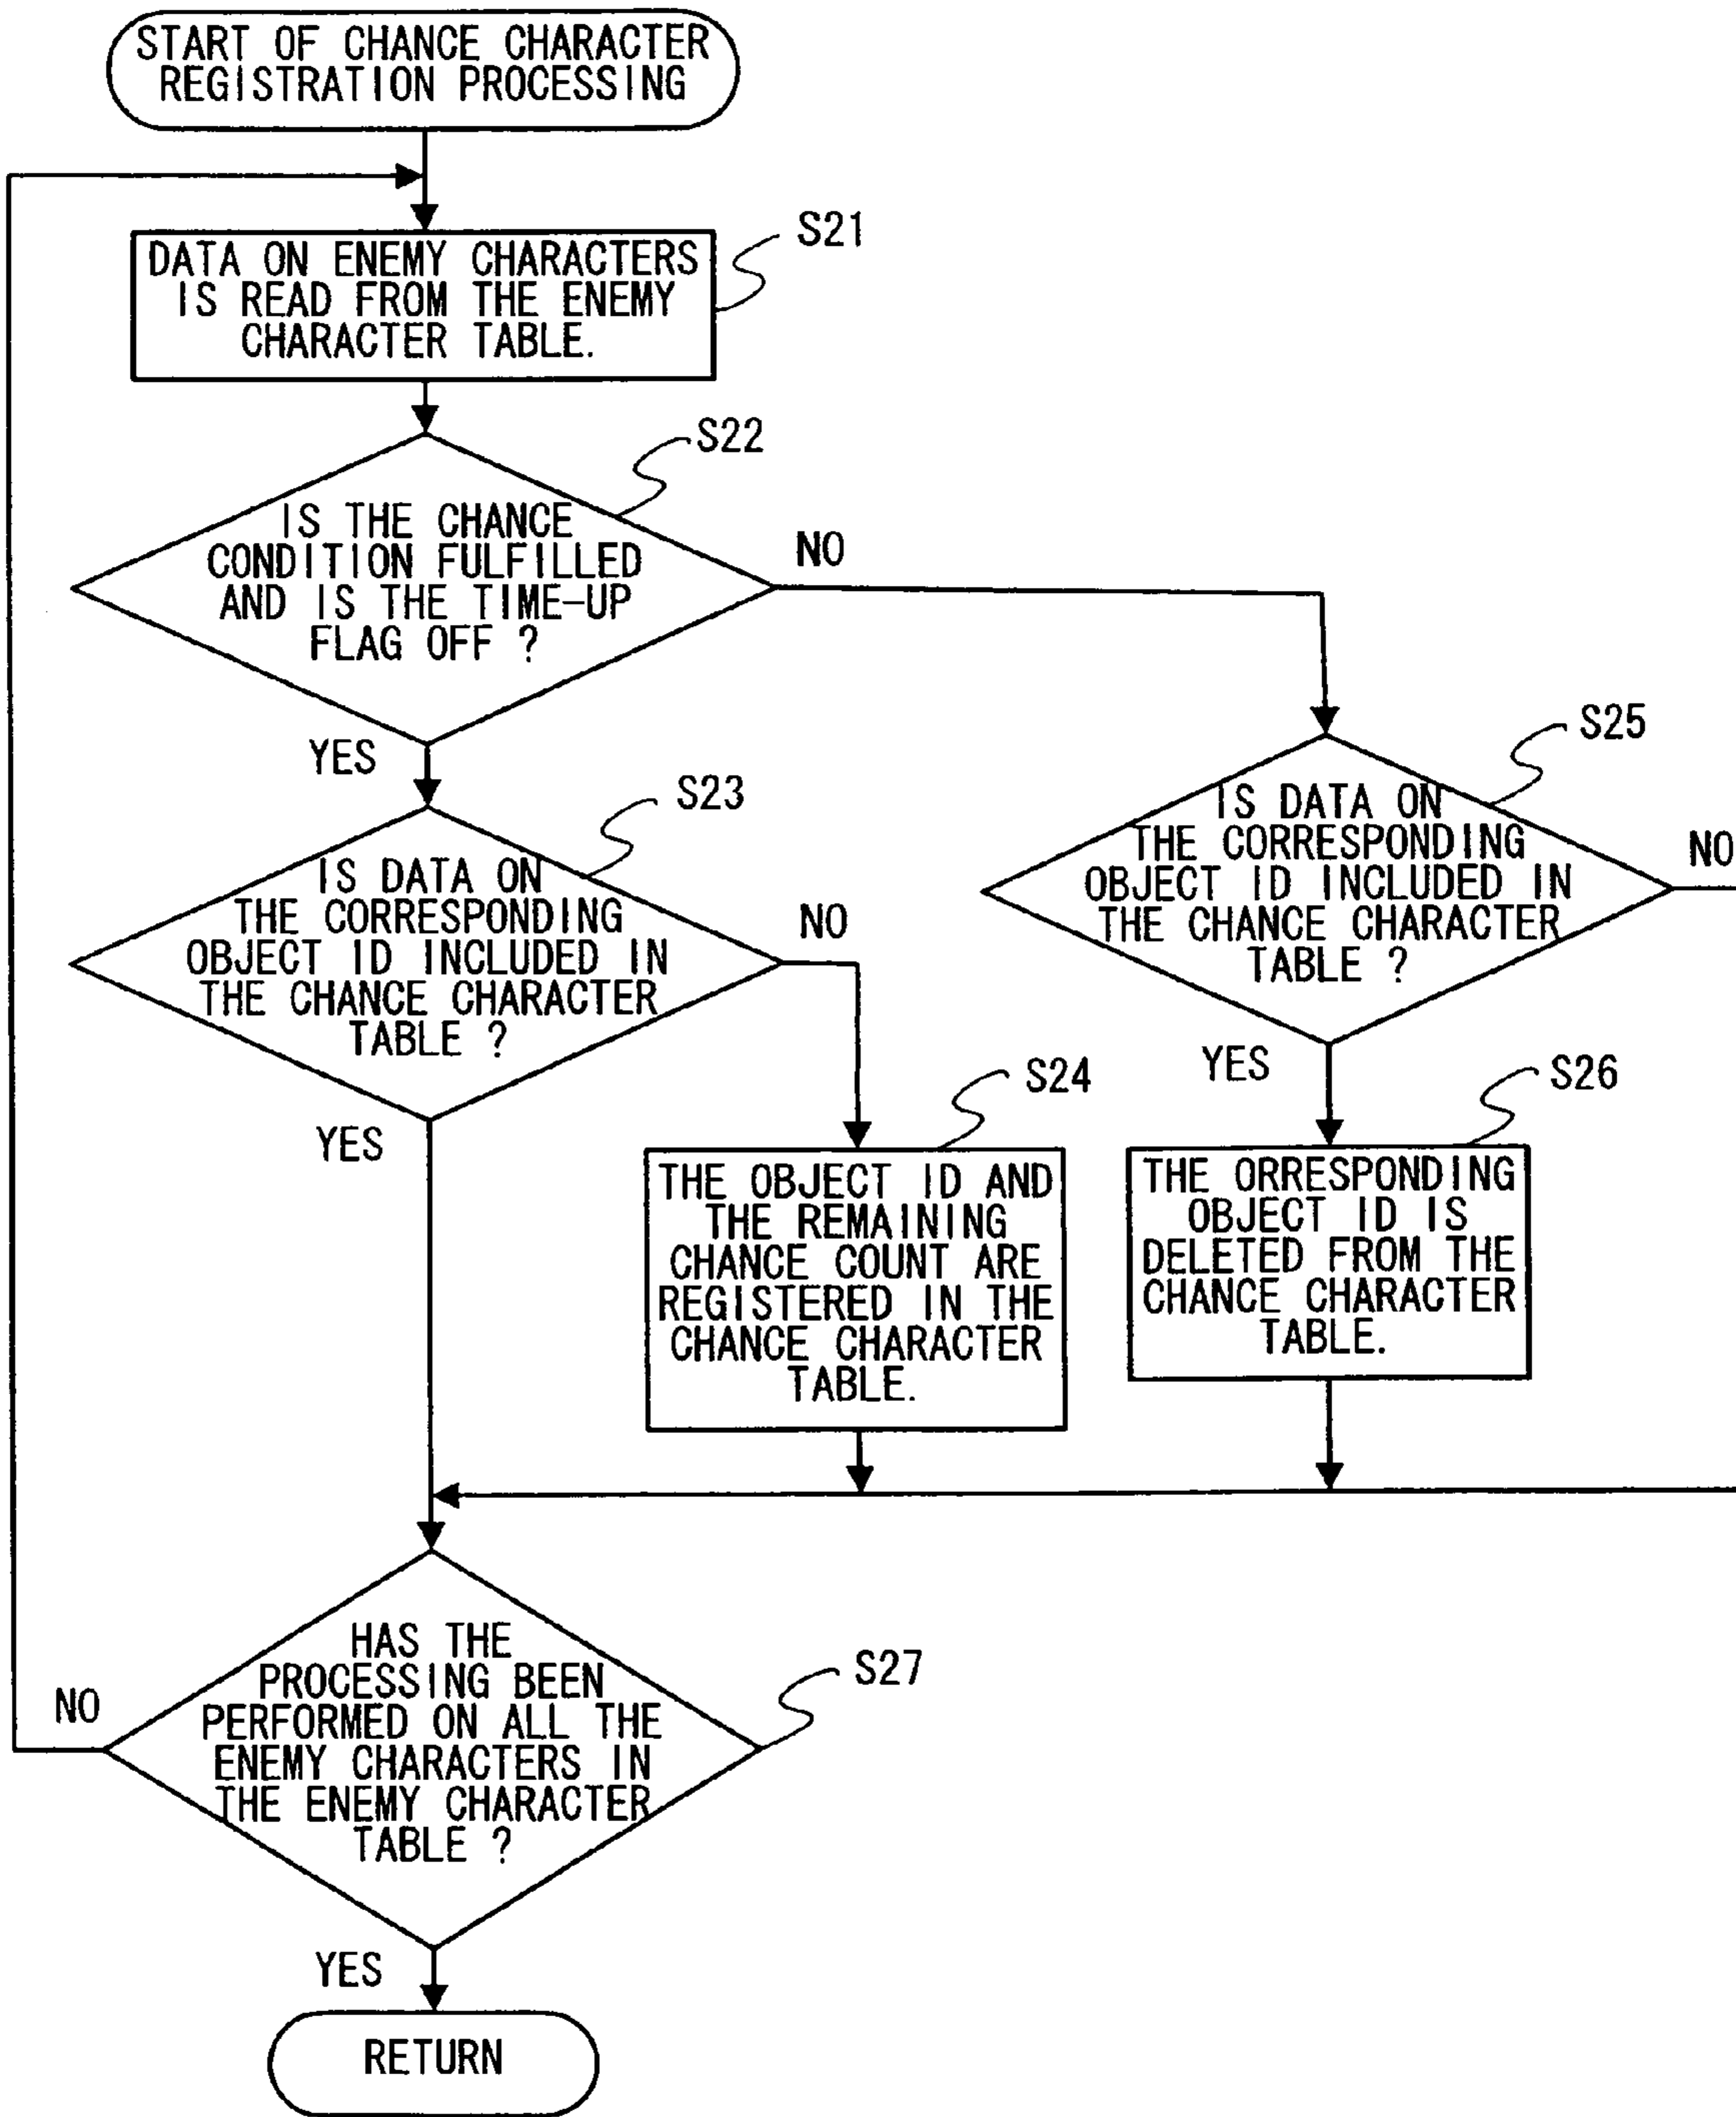 START OF CHANCE CHARACTER
REGISTRATION PROCESSING
S21
DATA ON ENEMY CHARACTERS
IS READ FROM THE ENEMY
CHARACTER TABLE.
S22
IS THE CHANCE
CONDITION FULFILLED
AND IS THE TIME-UP
FLAG OFF ?
NO
YES
S23
IS DATA ON
THE CORRESPONDING
OBJECT ID INCLUDED IN
THE CHANCE CHARACTER
TABLE ?
NO
YES
S25
IS DATA ON
THE CORRESPONDING
OBJECT ID INCLUDED IN
THE CHANCE CHARACTER
TABLE ?
NO
YES
S24
THE OBJECT ID AND
THE REMAINING
CHANCE COUNT ARE
REGISTERED IN THE
CHANCE CHARACTER
TABLE.
S26
THE ORRESPONDING
OBJECT ID IS
DELETED FROM THE
CHANCE CHARACTER
TABLE.
S27
HAS THE
PROCESSING BEEN
PERFORMED ON ALL THE
ENEMY CHARACTERS IN
THE ENEMY CHARACTER
TABLE ?
NO
YES
RETURN